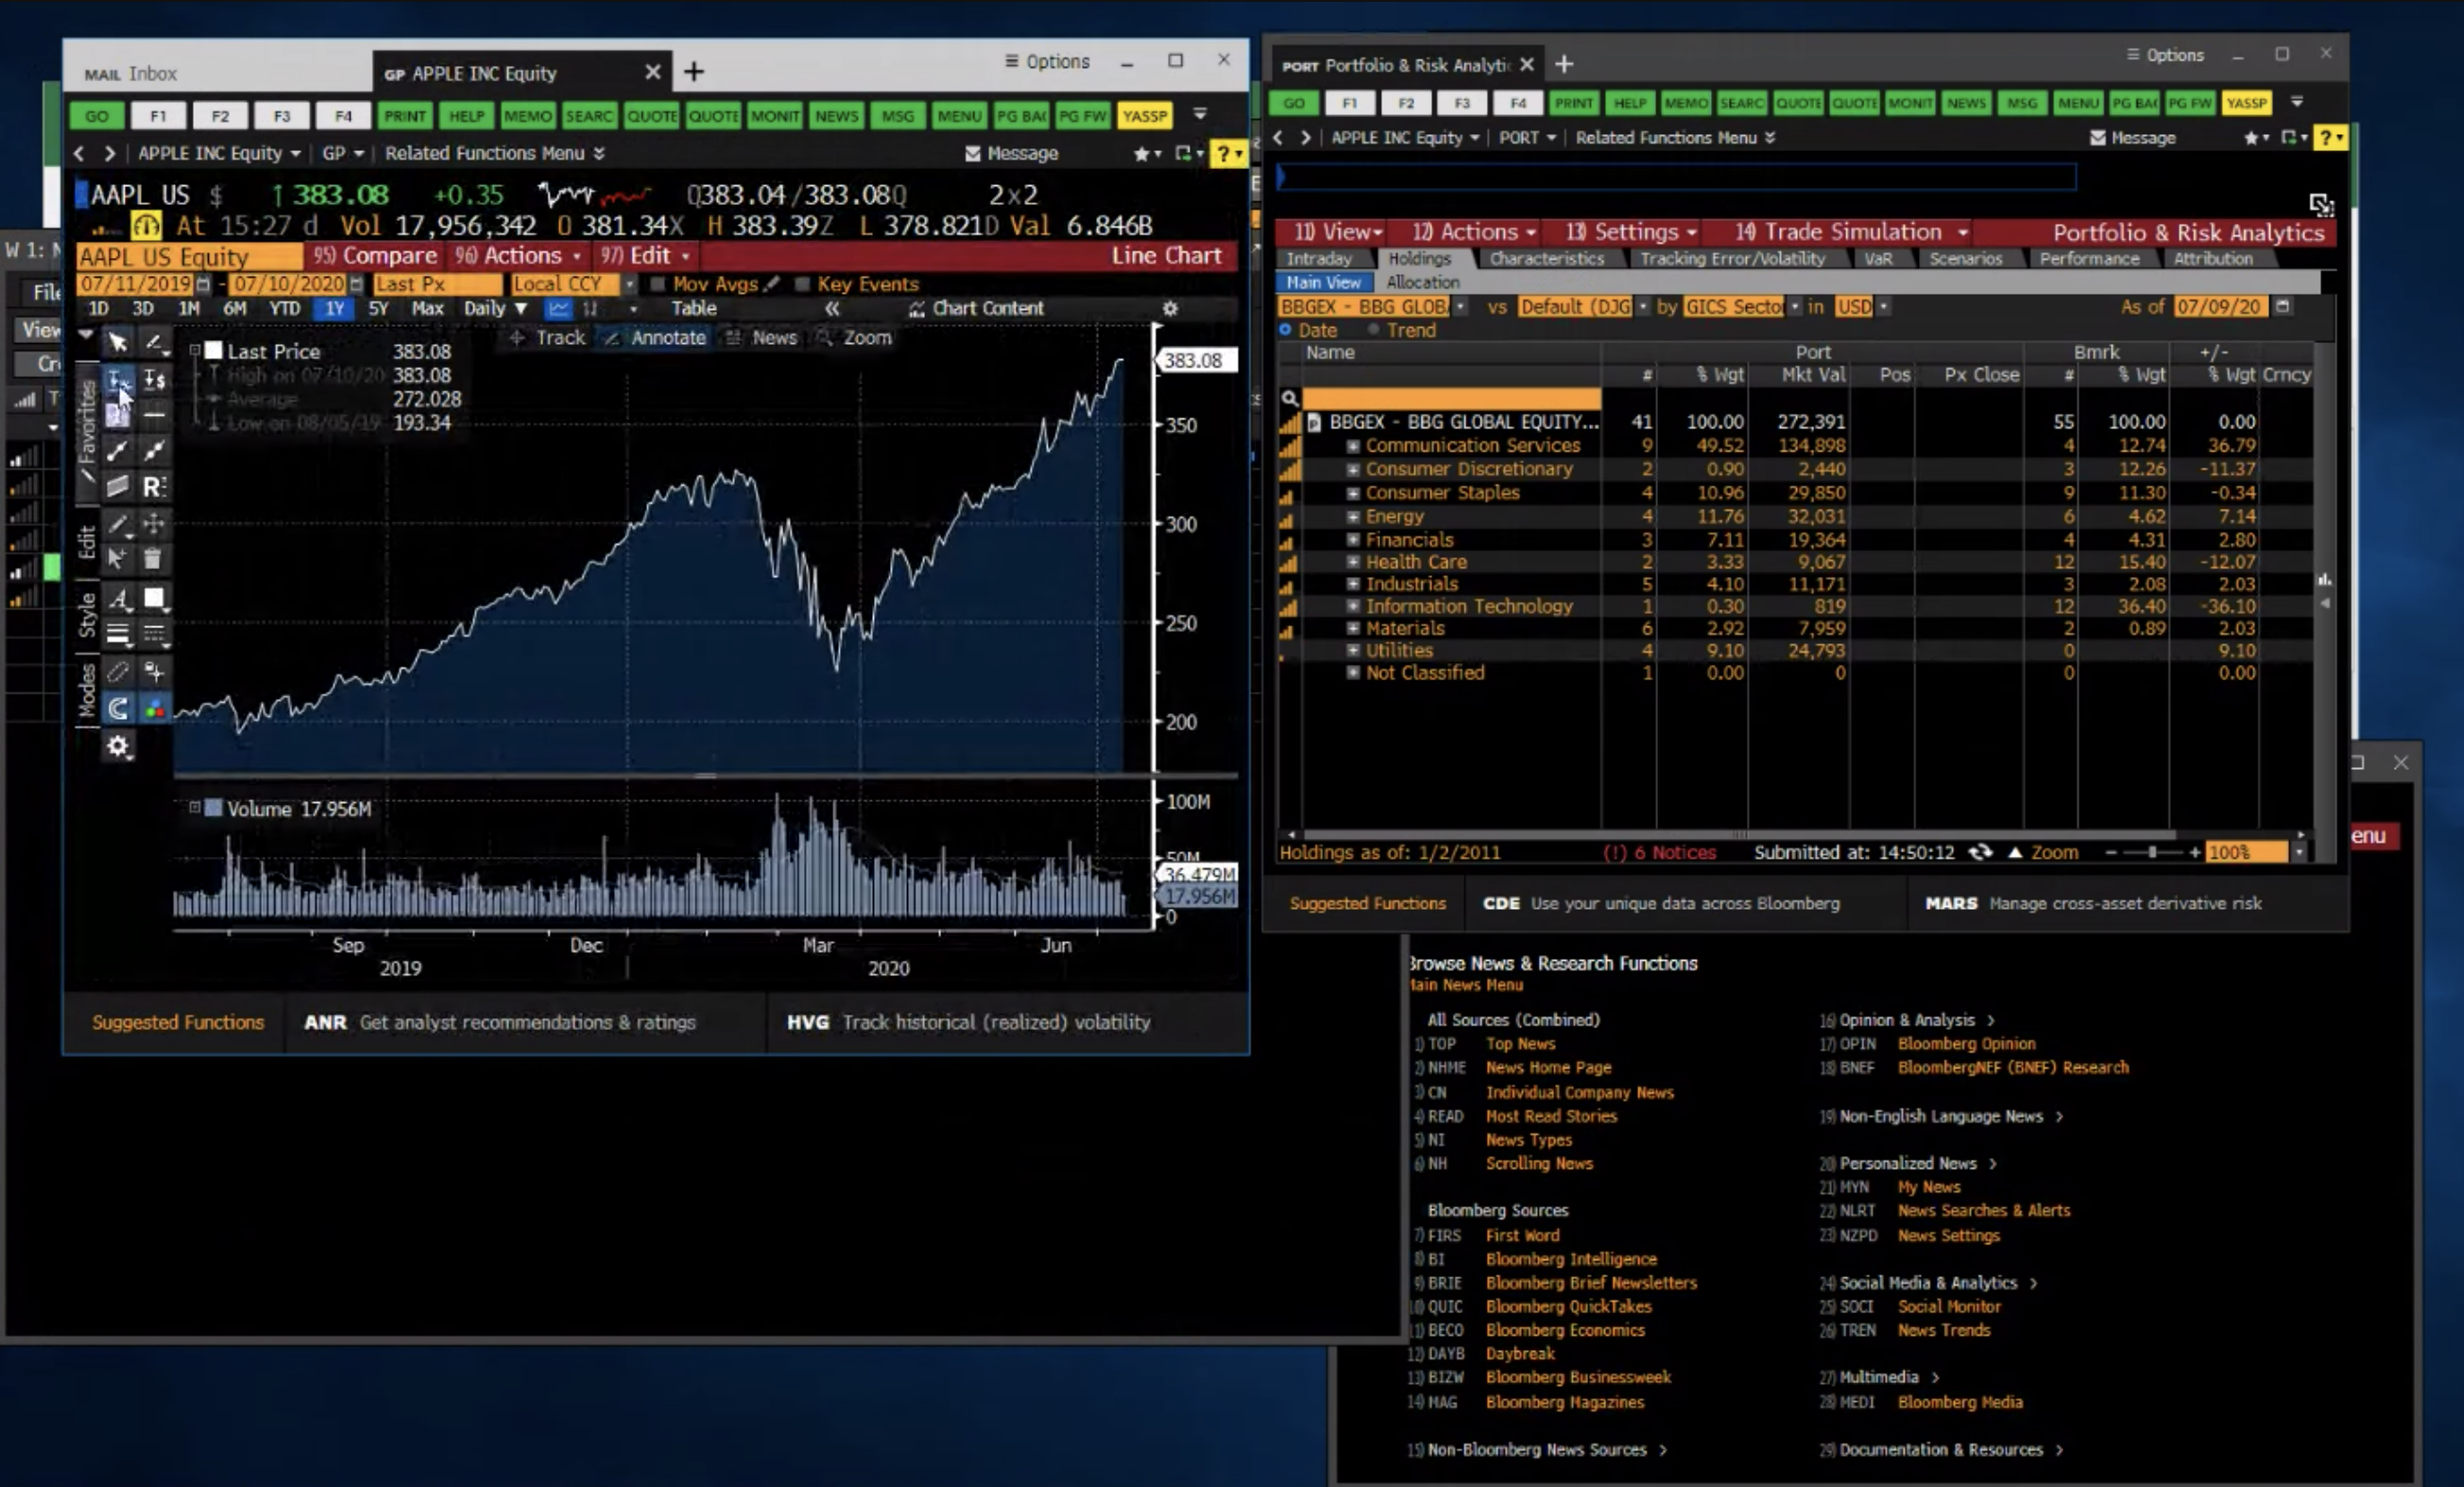 MAIL Inbox
GP APPLE INC Equity
Options
GO F1 F2 F3 F4 PRINT HELP MEMO SEARC QUOTE QUOTE MONIT NEWS MSG MENU PG BAC PG FW YASSP
APPLE INC Equity GP Related Functions Menu Message ?
AAPL US $ ↑383.08 +0.35 Q383.04/383.08Q 2x2
At 15:27 d Vol 17,956,342 O 381.34X H 383.39Z L 378.821D Val 6.846B
AAPL US Equity 95) Compare 96) Actions 97) Edit Line Chart
07/11/2019 - 07/10/2020 Last Px Local CCY Mov Avgs Key Events
1D 3D 1M 6M YTD 1Y 5Y Max Daily ▼ Table « Chart Content
Track Annotate News Zoom
Last Price 383.08
High on 07/10/20 383.08
Average 272.028
Low on 08/05/19 193.34
Favorites
Edit
Style
Modes
383.08
350
300
250
200
Volume 17.956M
100M
50M
36.479M
17.956M
0
Sep Dec Mar Jun
2019 2020
Suggested Functions ANR Get analyst recommendations & ratings HVG Track historical (realized) volatility
W 1:
File
View
PORT Portfolio & Risk Analytic
Options
GO F1 F2 F3 F4 PRINT HELP MEMO SEARC QUOTE QUOTE MONIT NEWS MSG MENU PG BAC PG FW YASSP
APPLE INC Equity PORT Related Functions Menu Message ?
11) View 12) Actions 13) Settings 14) Trade Simulation Portfolio & Risk Analytics
Intraday Holdings Characteristics Tracking Error/Volatility VaR Scenarios Performance Attribution
Main View Allocation
BBGEX - BBG GLOB vs Default (DJG by GICS Secto in USD As of 07/09/20
Date Trend
Name Port Bmrk +/-
# % Wgt Mkt Val Pos Px Close # % Wgt % Wgt Crncy
BBGEX - BBG GLOBAL EQUITY... 41 100.00 272,391 55 100.00 0.00
Communication Services 9 49.52 134,898 4 12.74 36.79
Consumer Discretionary 2 0.90 2,440 3 12.26 -11.37
Consumer Staples 4 10.96 29,850 9 11.30 -0.34
Energy 4 11.76 32,031 6 4.62 7.14
Financials 3 7.11 19,364 4 4.31 2.80
Health Care 2 3.33 9,067 12 15.40 -12.07
Industrials 5 4.10 11,171 3 2.08 2.03
Information Technology 1 0.30 819 12 36.40 -36.10
Materials 6 2.92 7,959 2 0.89 2.03
Utilities 4 9.10 24,793 0 9.10
Not Classified 1 0.00 0 0 0.00
Holdings as of: 1/2/2011 (!) 6 Notices Submitted at: 14:50:12 Zoom - + 100%
Suggested Functions CDE Use your unique data across Bloomberg MARS Manage cross-asset derivative risk
enu
Browse News & Research Functions
Main News Menu
All Sources (Combined)
1) TOP Top News
2) NHME News Home Page
3) CN Individual Company News
4) READ Most Read Stories
5) NI News Types
6) NH Scrolling News
Bloomberg Sources
7) FIRS First Word
8) BI Bloomberg Intelligence
9) BRIE Bloomberg Brief Newsletters
10) QUIC Bloomberg QuickTakes
11) BECO Bloomberg Economics
12) DAYB Daybreak
13) BIZW Bloomberg Businessweek
14) MAG Bloomberg Magazines
15) Non-Bloomberg News Sources >
16) Opinion & Analysis >
17) OPIN Bloomberg Opinion
18) BNEF BloombergNEF (BNEF) Research
19) Non-English Language News >
20) Personalized News >
21) MYN My News
22) NLRT News Searches & Alerts
23) NZPD News Settings
24) Social Media & Analytics >
25) SOCI Social Monitor
26) TREN News Trends
27) Multimedia >
28) MEDI Bloomberg Media
29) Documentation & Resources >